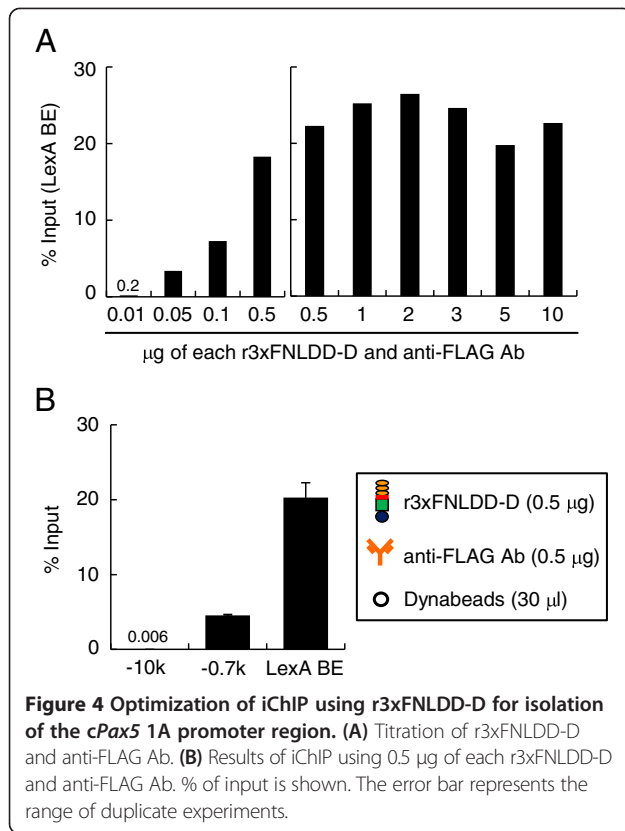 A
% Input (LexA BE)
30
20
10
0
0.2
0.01 0.05 0.1 0.5 0.5 1 2 3 5 10
μg of each r3xFNLDD-D and anti-FLAG Ab
B
% Input
30
20
10
0
0.006
-10k -0.7k LexA BE
r3xFNLDD-D (0.5 μg)
anti-FLAG Ab (0.5 μg)
Dynabeads (30 μl)
Figure 4 Optimization of iChIP using r3xFNLDD-D for isolation
of the cPax5 1A promoter region. (A) Titration of r3xFNLDD-D
and anti-FLAG Ab. (B) Results of iChIP using 0.5 μg of each r3xFNLDD-D
and anti-FLAG Ab. % of input is shown. The error bar represents the
range of duplicate experiments.